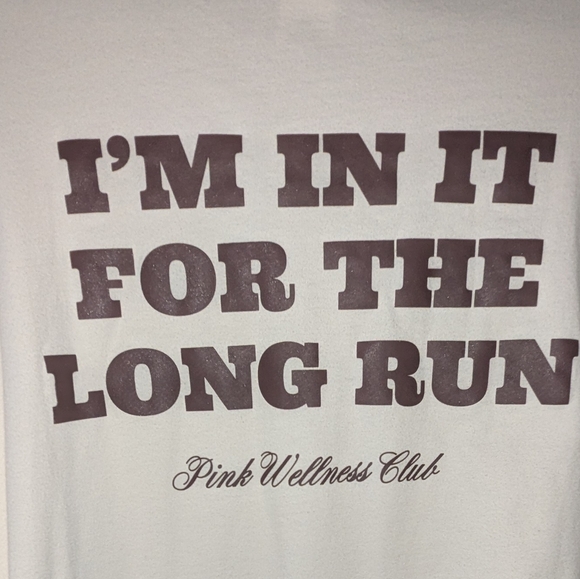 I'M IN IT
FOR THE
LONG RUN
Pink Wellness Club